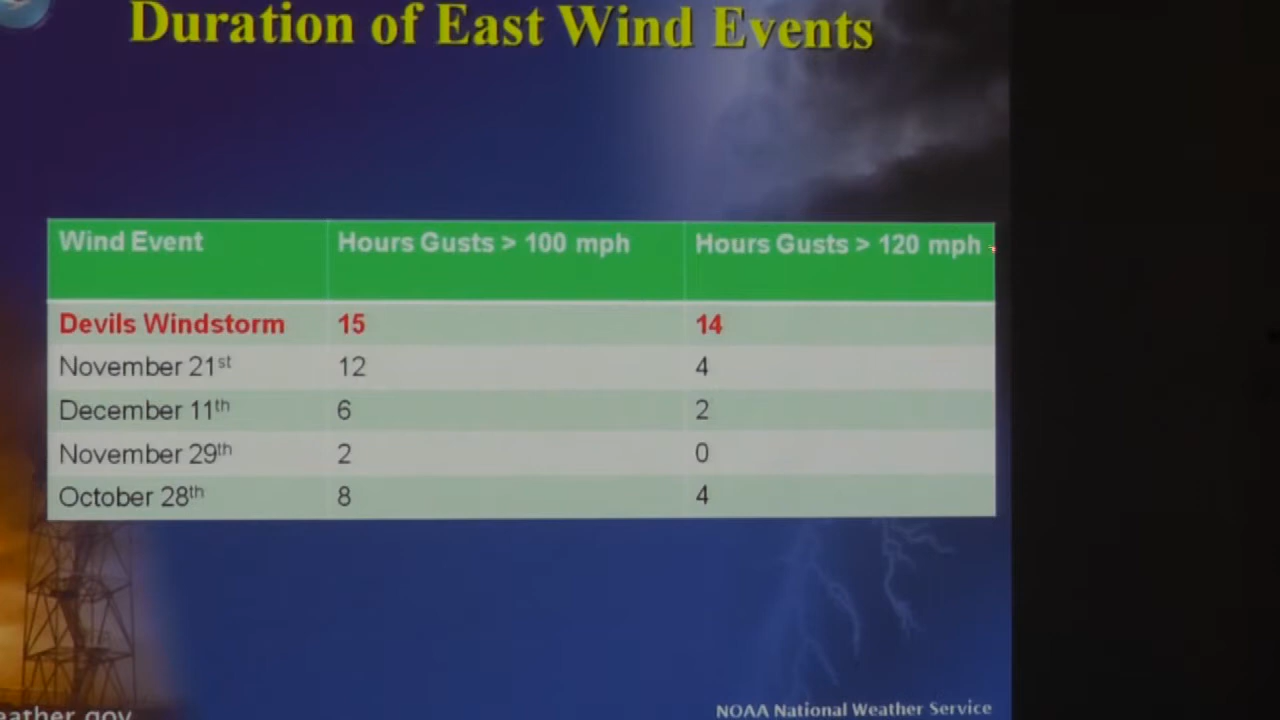 Duration of East Wind Events
Wind Event Hours Gusts > 100 mph Hours Gusts > 120 mph
Devils Windstorm 15 14
November 21st 12 4
December 11th 6 2
November 29th 2 0
October 28th 8 4
eather.gov
NOAA National Weather Service